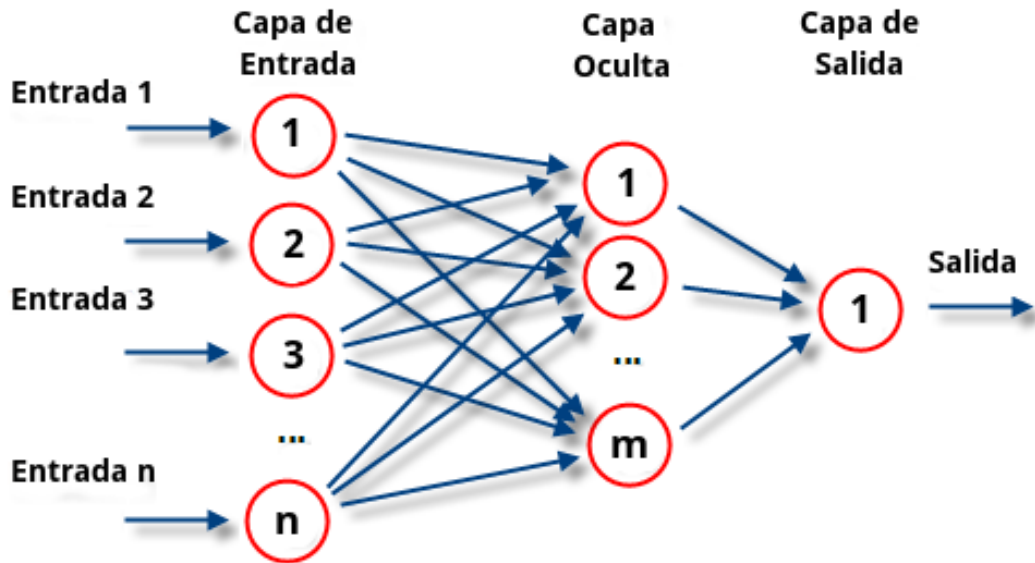 Capa de
Entrada
Capa
Oculta
Capa de
Salida
Entrada 1
1
Entrada 2
2
Entrada 3
3
...
Entrada n
n
1
2
...
m
1
Salida